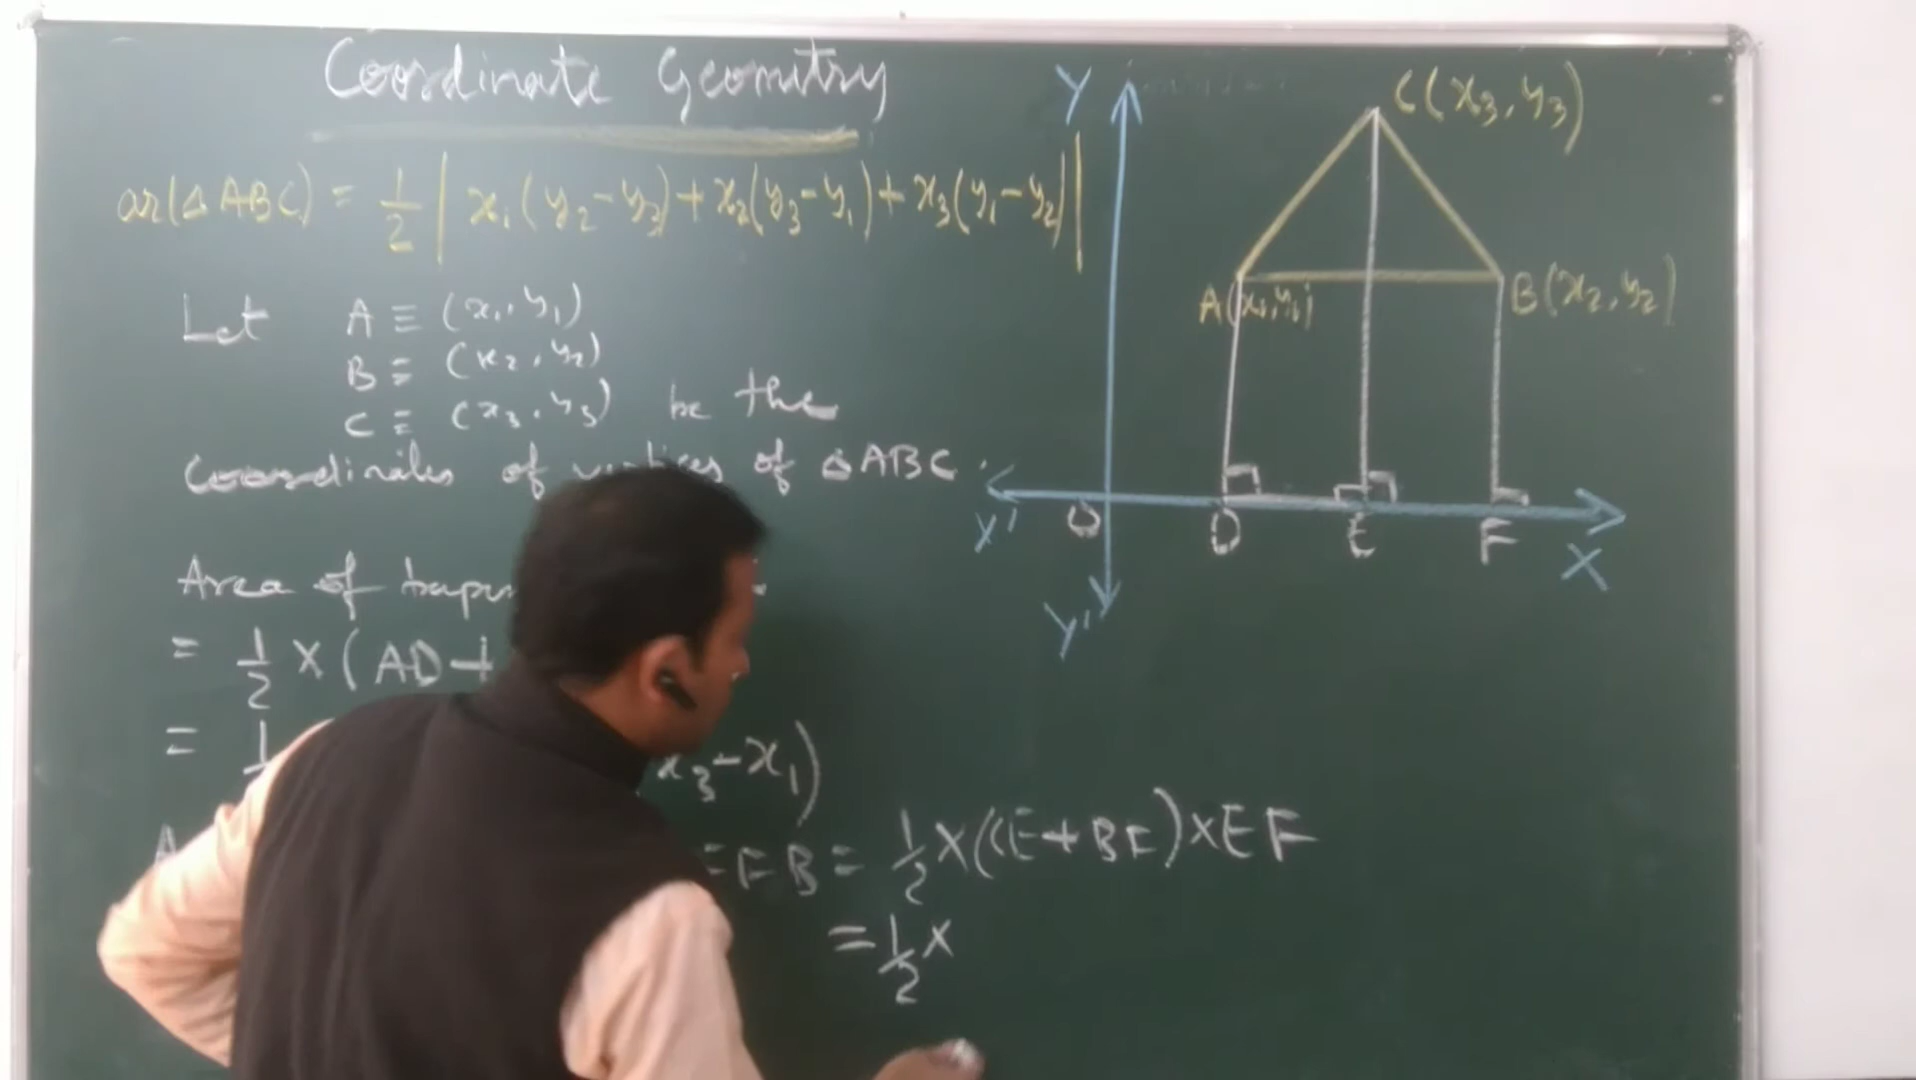 Coordinate Geometry
ar(△ABC) = 1/2 | x₁(y₂-y₃)+x₂(y₃-y₁)+x₃(y₁-y₂) |
Let A ≡ (x₁, y₁)
B ≡ (x₂, y₂)
C ≡ (x₃, y₃) be the
Coordinates of vertices of △ABC.
Area of
= 1/2 × (AD+
= 1
x₃-x₁)
A
EFB = 1/2 × (CE+BF) × EF
= 1/2 ×
Y
C(x₃, y₃)
A(x₁, y₁)
B(x₂, y₂)
X' O D E F X
Y'